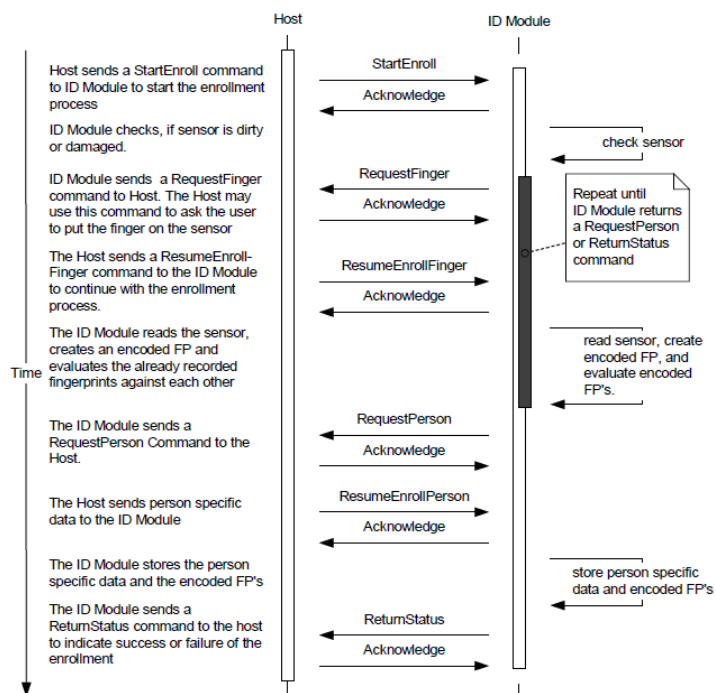 Host
ID Module
Host sends a StartEnroll command
to ID Module to start the enrollment
process
StartEnroll
Acknowledge
ID Module checks, if sensor is dirty
or damaged.
check sensor
ID Module sends a RequestFinger
command to Host. The Host may
use this command to ask the user
to put the finger on the sensor
RequestFinger
Acknowledge
Repeat until
ID Module returns
a RequestPerson
or ReturnStatus
command
The Host sends a ResumeEnroll-
Finger command to the ID Module
to continue with the enrollment
process.
ResumeEnrollFinger
Acknowledge
The ID Module reads the sensor,
creates an encoded FP and
evaluates the already recorded
fingerprints against each other
read sensor, create
encoded FP, and
evaluate encoded
FP's.
Time
The ID Module sends a
RequestPerson Command to the
Host.
RequestPerson
Acknowledge
The Host sends person specific
data to the ID Module
ResumeEnrollPerson
Acknowledge
The ID Module stores the person
specific data and the encoded FP's
store person specific
data and encoded FP's
The ID Module sends a
ReturnStatus command to the host
to indicate success or failure of the
enrollment
ReturnStatus
Acknowledge